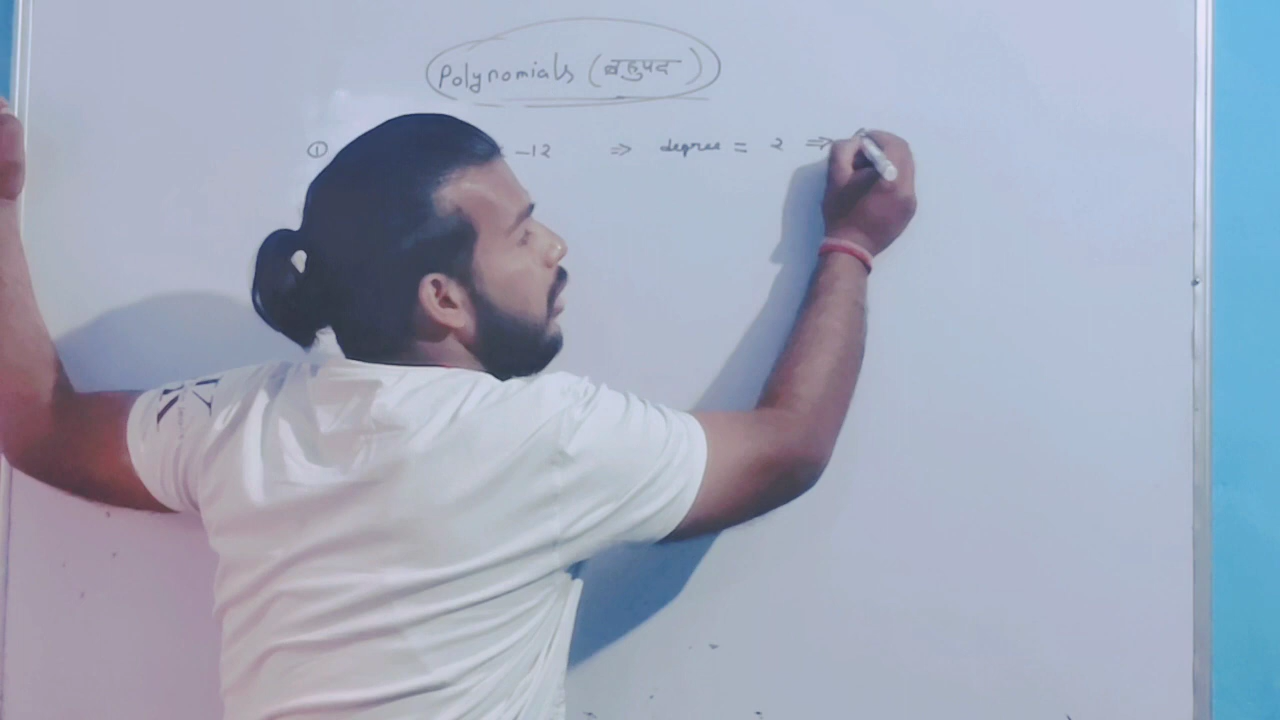 Polynomials (बहुपद)
① -12 ⇒ degree = 2 ⇒